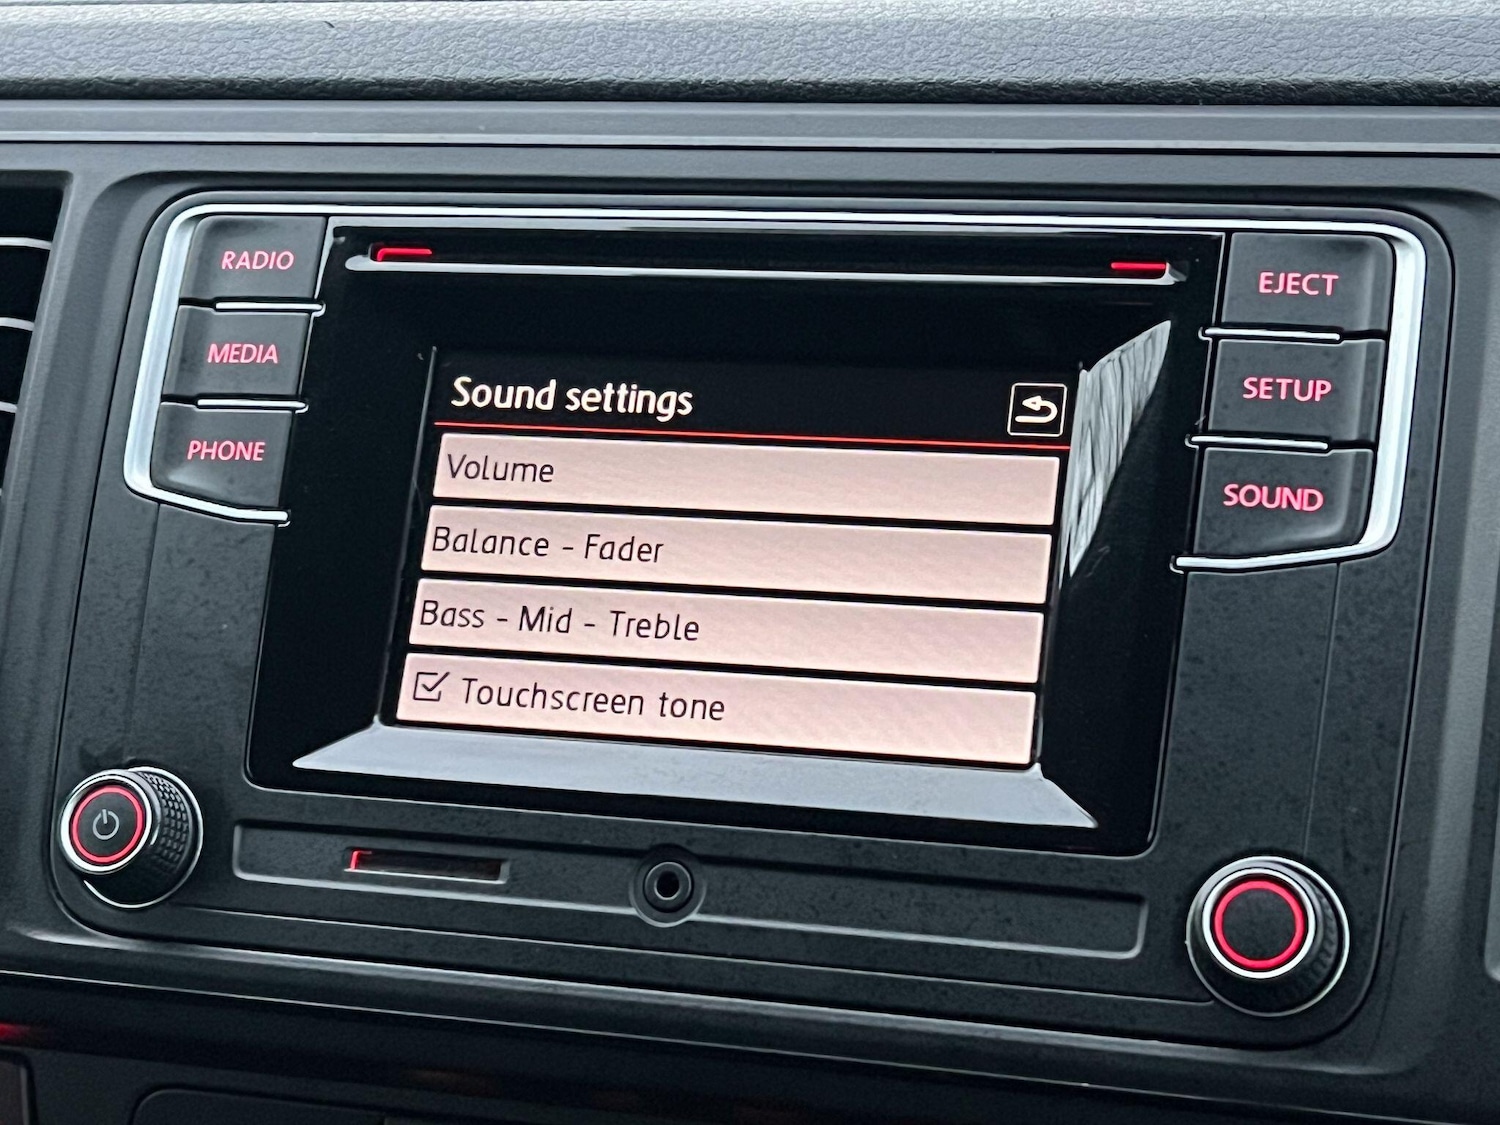 RADIO
MEDIA
PHONE
Sound settings
Volume
Balance - Fader
Bass - Mid - Treble
Touchscreen tone
EJECT
SETUP
SOUND